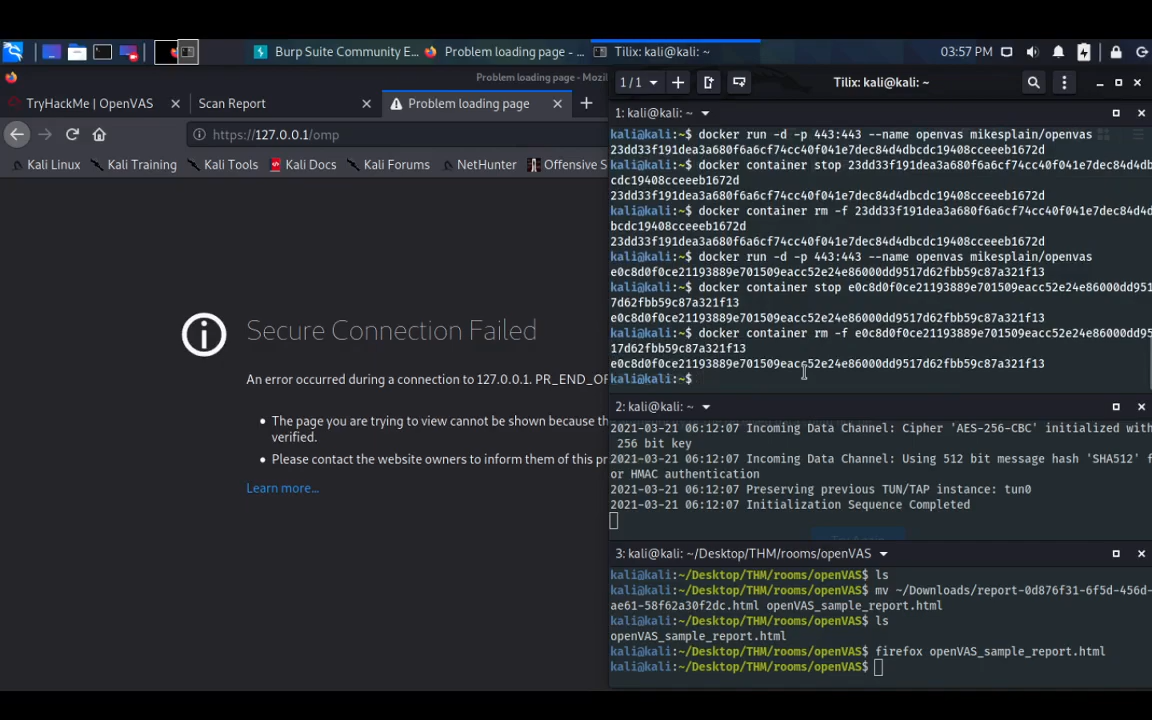 Burp Suite Community E...
Problem loading page - ...
Tilix: kali@kali: ~
03:57 PM
Problem loading page - Mozil
TryHackMe | OpenVAS
Scan Report
Problem loading page
https://127.0.0.1/omp
Kali Linux
Kali Training
Kali Tools
Kali Docs
Kali Forums
NetHunter
Offensive S
Secure Connection Failed
An error occurred during a connection to 127.0.0.1. PR_END_OF
The page you are trying to view cannot be shown because th
verified.
Please contact the website owners to inform them of this pr
Learn more...
1/1
Tilix: kali@kali: ~
1: kali@kali: ~
kali@kali:~$ docker run -d -p 443:443 --name openvas mikesplain/openvas
23dd33f191dea3a680f6a6cf74cc40f041e7dec84d4dbcdc19408cceeeb1672d
kali@kali:~$ docker container stop 23dd33f191dea3a680f6a6cf74cc40f041e7dec84d4db
cdc19408cceeeb1672d
23dd33f191dea3a680f6a6cf74cc40f041e7dec84d4dbcdc19408cceeeb1672d
kali@kali:~$ docker container rm -f 23dd33f191dea3a680f6a6cf74cc40f041e7dec84d4d
bcdc19408cceeeb1672d
23dd33f191dea3a680f6a6cf74cc40f041e7dec84d4dbcdc19408cceeeb1672d
kali@kali:~$ docker run -d -p 443:443 --name openvas mikesplain/openvas
e0c8d0f0ce21193889e701509eacc52e24e86000dd9517d62fbb59c87a321f13
kali@kali:~$ docker container stop e0c8d0f0ce21193889e701509eacc52e24e86000dd951
7d62fbb59c87a321f13
e0c8d0f0ce21193889e701509eacc52e24e86000dd9517d62fbb59c87a321f13
kali@kali:~$ docker container rm -f e0c8d0f0ce21193889e701509eacc52e24e86000dd95
17d62fbb59c87a321f13
e0c8d0f0ce21193889e701509eacc52e24e86000dd9517d62fbb59c87a321f13
kali@kali:~$
2: kali@kali: ~
2021-03-21 06:12:07 Incoming Data Channel: Cipher 'AES-256-CBC' initialized with
256 bit key
2021-03-21 06:12:07 Incoming Data Channel: Using 512 bit message hash 'SHA512' f
or HMAC authentication
2021-03-21 06:12:07 Preserving previous TUN/TAP instance: tun0
2021-03-21 06:12:07 Initialization Sequence Completed
3: kali@kali: ~/Desktop/THM/rooms/openVAS
kali@kali:~/Desktop/THM/rooms/openVAS$ ls
kali@kali:~/Desktop/THM/rooms/openVAS$ mv ~/Downloads/report-0d876f31-6f5d-456d-
ae61-58f62a30f2dc.html openVAS_sample_report.html
kali@kali:~/Desktop/THM/rooms/openVAS$ ls
openVAS_sample_report.html
kali@kali:~/Desktop/THM/rooms/openVAS$ firefox openVAS_sample_report.html
kali@kali:~/Desktop/THM/rooms/openVAS$